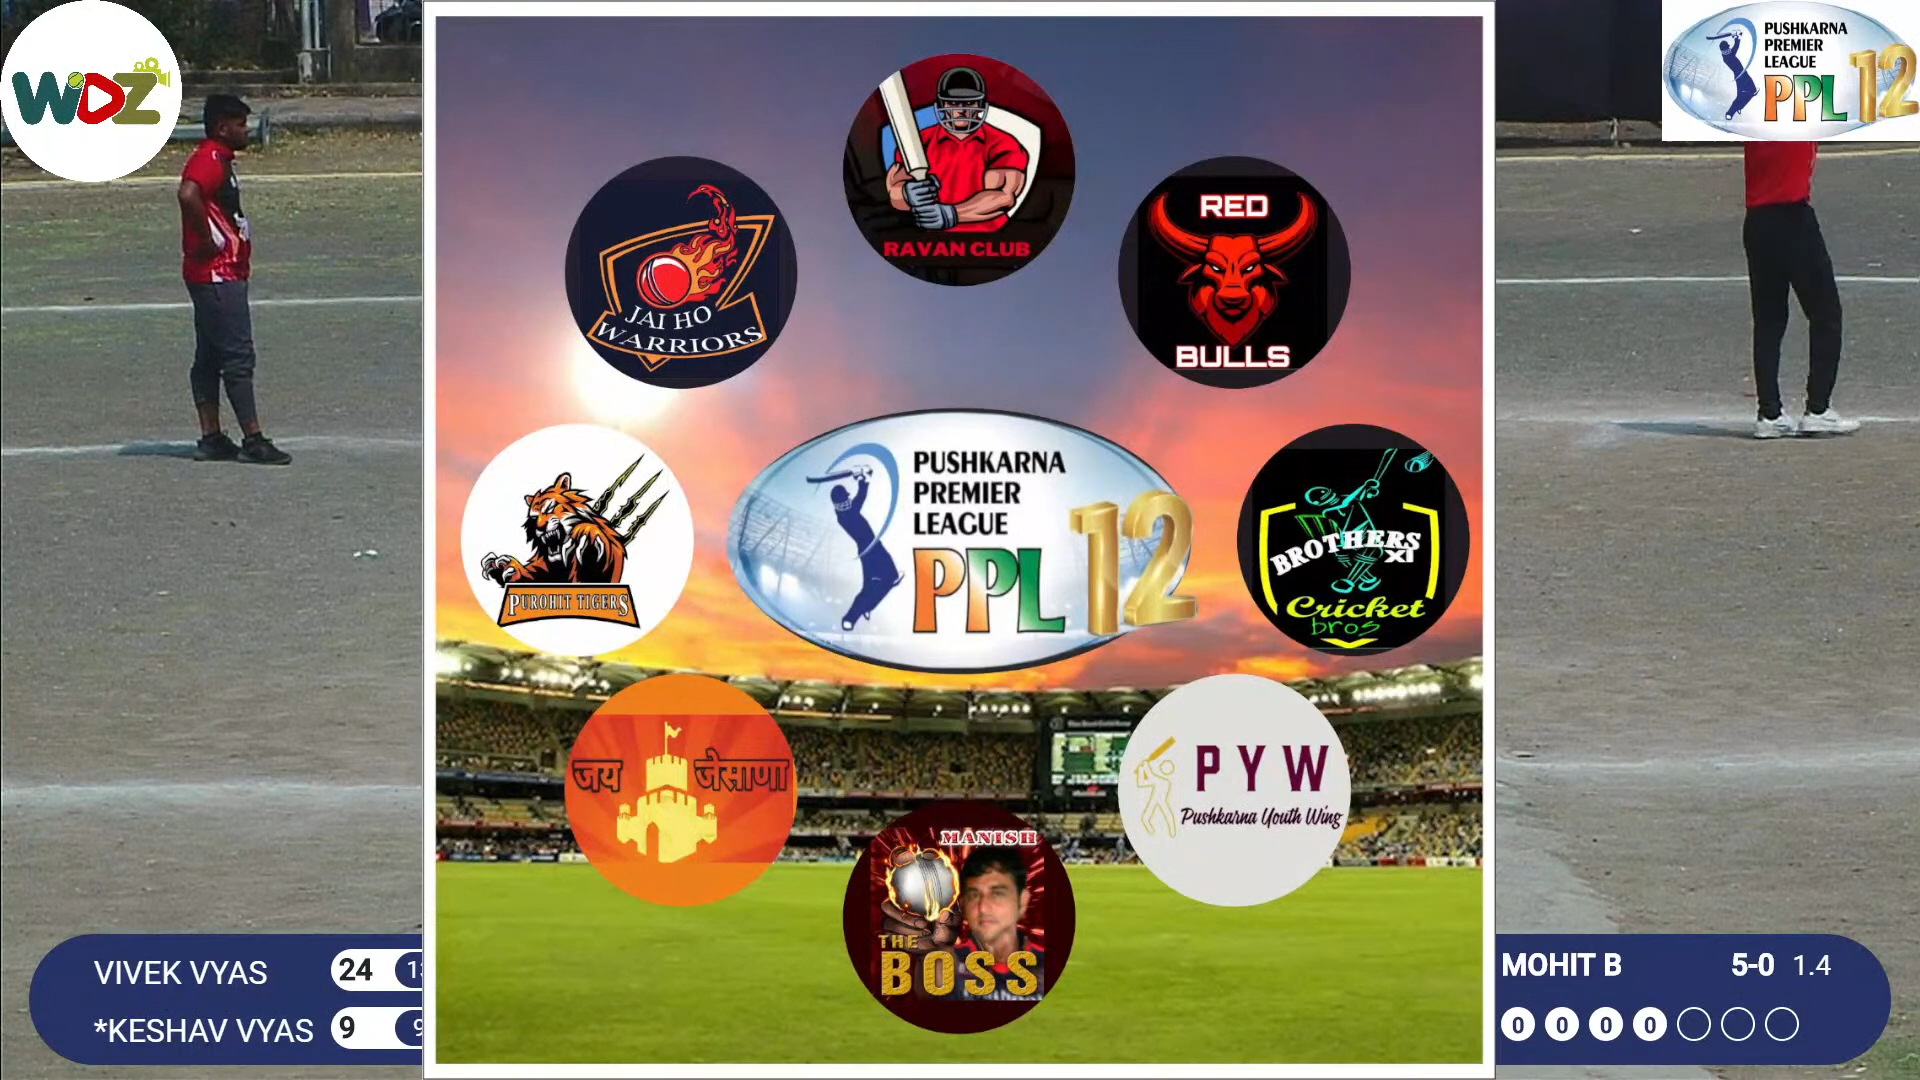 WDZ
PUSHKARNA
PREMIER
LEAGUE
PPL 12
RAVAN CLUB
JAI HO
WARRIORS
RED
BULLS
PUSHKARNA
PREMIER
LEAGUE
PPL 12
PUROHIT TIGERS
BROTHERS
XI
Cricket
bros
जय जेसाणा
PYW
Pushkarna Youth Wing
MANISH
THE
BOSS
VIVEK VYAS 24
*KESHAV VYAS 9
MOHIT B 5-0 1.4
0 0 0 0